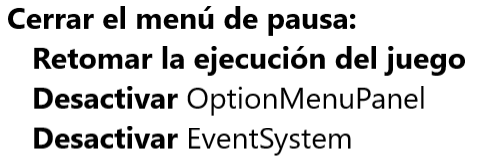 Cerrar el menú de pausa:
Retomar la ejecución del juego
Desactivar OptionMenuPanel
Desactivar EventSystem